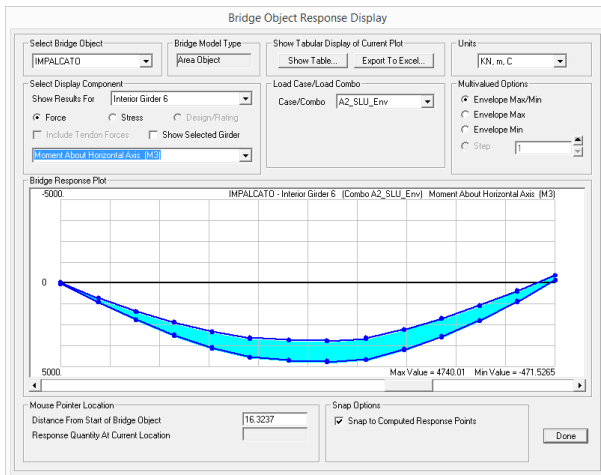 Bridge Object Response Display
Select Bridge Object
IMPALCATO
Bridge Model Type
Area Object
Show Tabular Display of Current Plot
Show Table...
Export To Excel...
Units
KN, m, C
Select Display Component
Show Results For
Interior Girder 6
Force
Stress
Design/Rating
Include Tendon Forces
Show Selected Girder
Moment About Horizontal Axis (M3)
Load Case/Load Combo
Case/Combo
A2_SLU_Env
Multivalued Options
Envelope Max/Min
Envelope Max
Envelope Min
Step
1
Bridge Response Plot
-5000.
IMPALCATO - Interior Girder 6 (Combo A2_SLU_Env) Moment About Horizontal Axis (M3)
0
5000.
Max Value = 4740.01 Min Value = -471.5265
Mouse Pointer Location
Distance From Start of Bridge Object
16.3237
Response Quantity At Current Location
Snap Options
Snap to Computed Response Points
Done